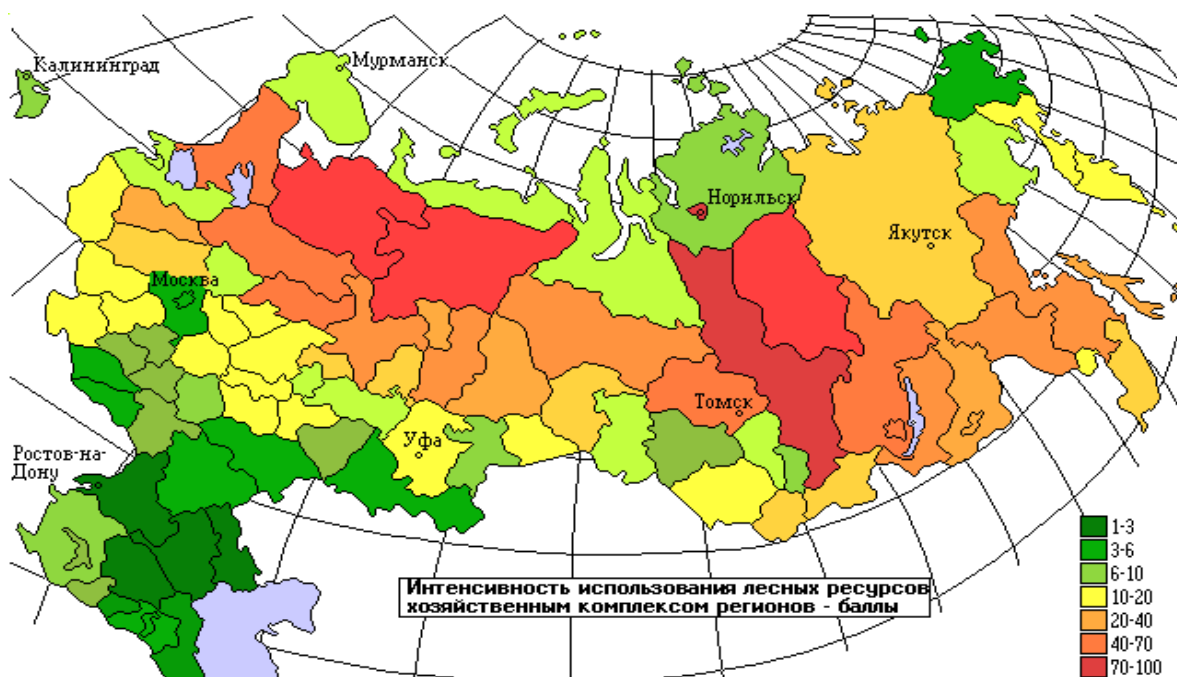 Калининград
Мурманск
Норильск
Якутск
Москва
Томск
Уфа
Ростов-на-
Дону
Интенсивность использования лесных ресурсов
хозяйственным комплексом регионов - баллы
1-3
3-6
6-10
10-20
20-40
40-70
70-100